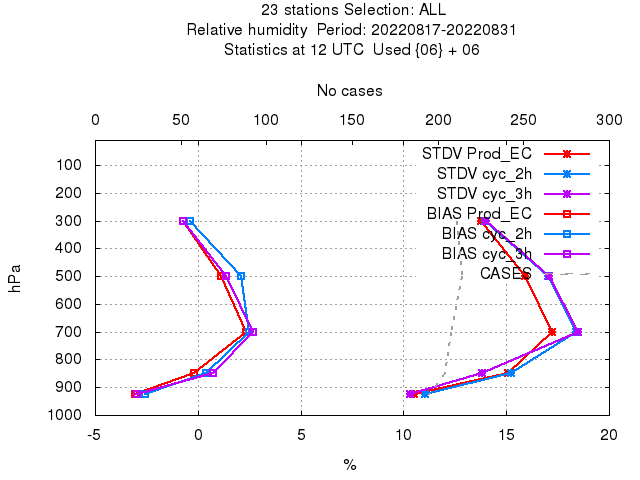 23 stations Selection: ALL
Relative humidity  Period: 20220817-20220831
Statistics at 12 UTC  Used {06} + 06
No cases
0 50 100 150 200 250 300
100
200
300
400
500
600
700
800
900
1000
hPa
STDV Prod_EC
STDV cyc_2h
STDV cyc_3h
BIAS Prod_EC
BIAS cyc_2h
BIAS cyc_3h
CASES
-5 0 5 10 15 20
%